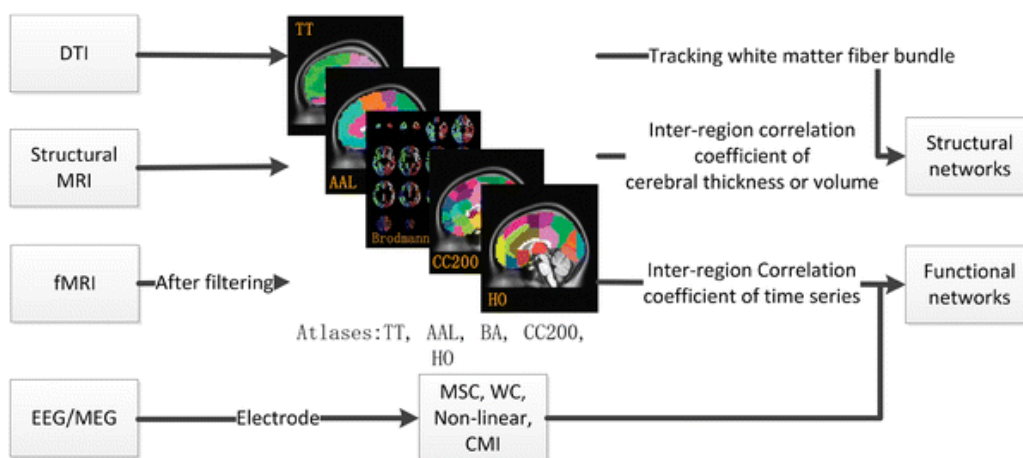 DTI
TT
Tracking white matter fiber bundle
Structural
MRI
AAL
Inter-region correlation
coefficient of
cerebral thickness or volume
Structural
networks
Brodmann
CC200
fMRI
After filtering
HO
Inter-region Correlation
coefficient of time series
Functional
networks
Atlases:TT, AAL, BA, CC200,
HO
EEG/MEG
Electrode
MSC, WC,
Non-linear,
CMI